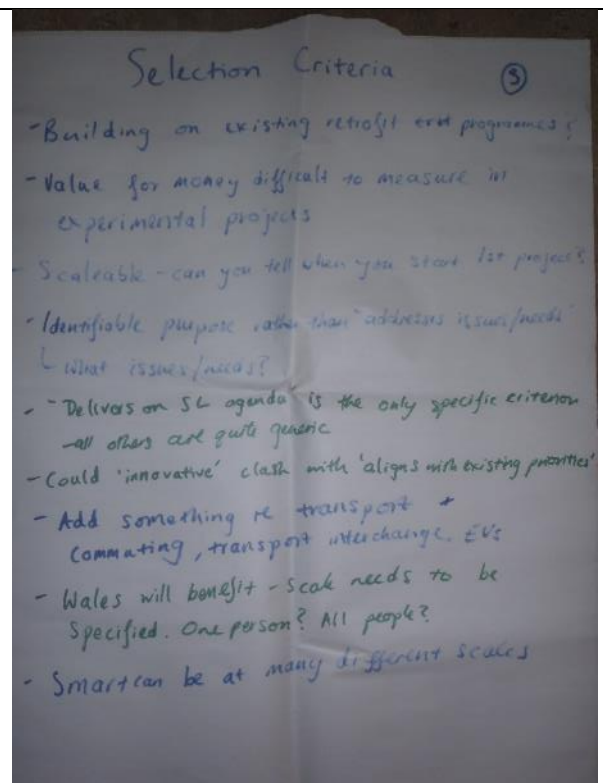 Selection Criteria
③
- Building on existing retrofit programmes?
- Value for money difficult to measure in
experimental projects
- Scaleable - can you tell when you start 1st project?
- Identifiable purpose rather than "addresses issues/needs"
↳ What issues/needs?
- "Delivers on SL agenda" is the only specific criterion
- all others are quite generic
- Could 'innovative' clash with 'aligns with existing priorities'
- Add something re transport +
Commuting, transport interchange, EVs
- Wales will benefit - scale needs to be
Specified. One person? All people?
- Smart can be at many different scales